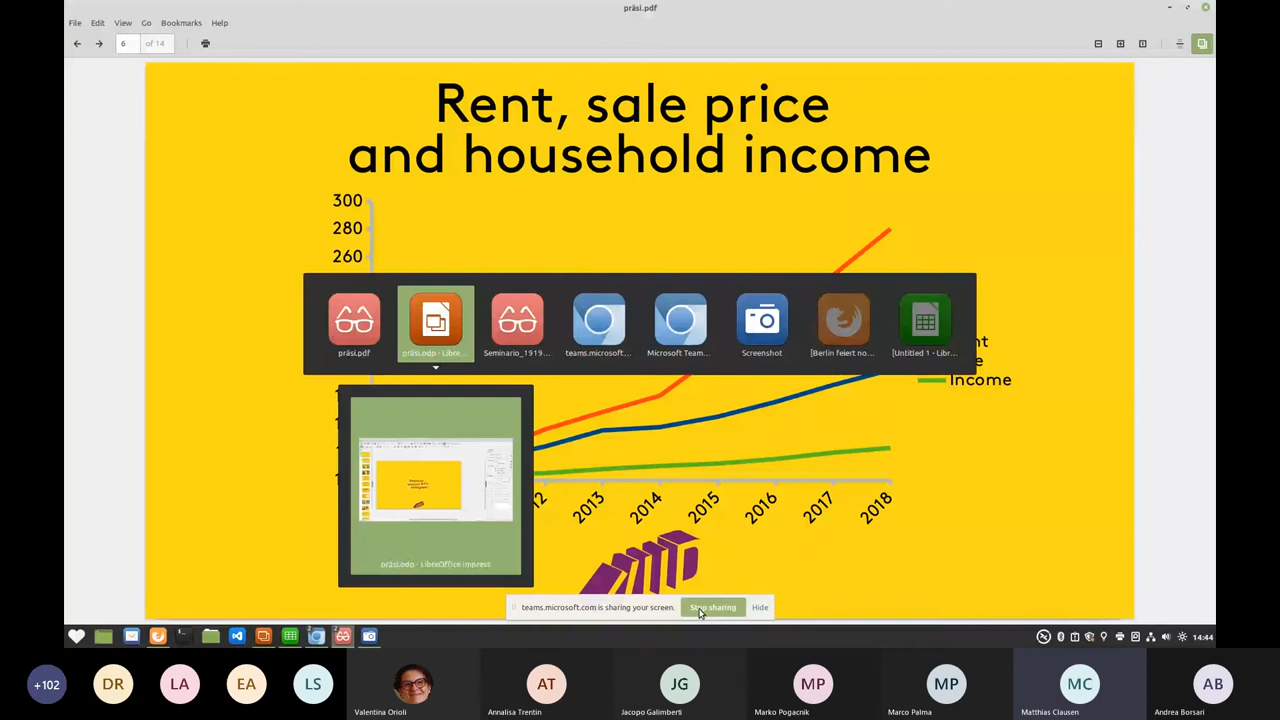 präsi.pdf
File Edit View Go Bookmarks Help
6 of 14
Rent, sale price
and household income
300
280
260
präsi.pdf
präsi.odp - Libre...
Seminario_1919...
teams.microsoft...
Microsoft Team...
Screenshot
[Berlin feiert no...
[Untitled 1 - Libr...
Income
2013 2014 2015 2016 2017 2018
präsi.odp - LibreOffice Impress
teams.microsoft.com is sharing your screen. Stop sharing Hide
14:44
+102 DR LA EA LS AT JG MP MP MC AB
Valentina Orioli Annalisa Trentin Jacopo Galimberti Marko Pogacnik Marco Palma Matthias Clausen Andrea Borsari